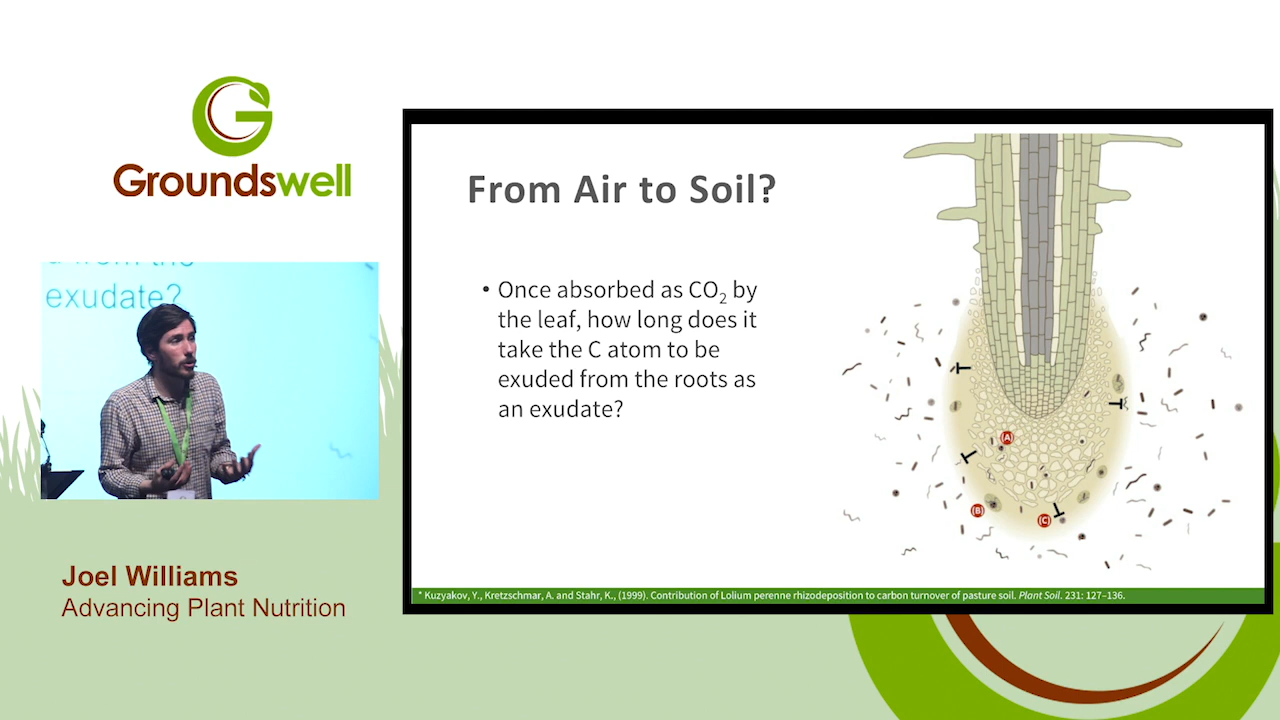 Groundswell
From Air to Soil?
• Once absorbed as CO₂ by
the leaf, how long does it
take the C atom to be
exuded from the roots as
an exudate?
(A)
(B)
(C)
* Kuzyakov, Y., Kretzschmar, A. and Stahr, K., (1999). Contribution of Lolium perenne rhizodeposition to carbon turnover of pasture soil. Plant Soil. 231: 127–136.
exudate?
Joel Williams
Advancing Plant Nutrition